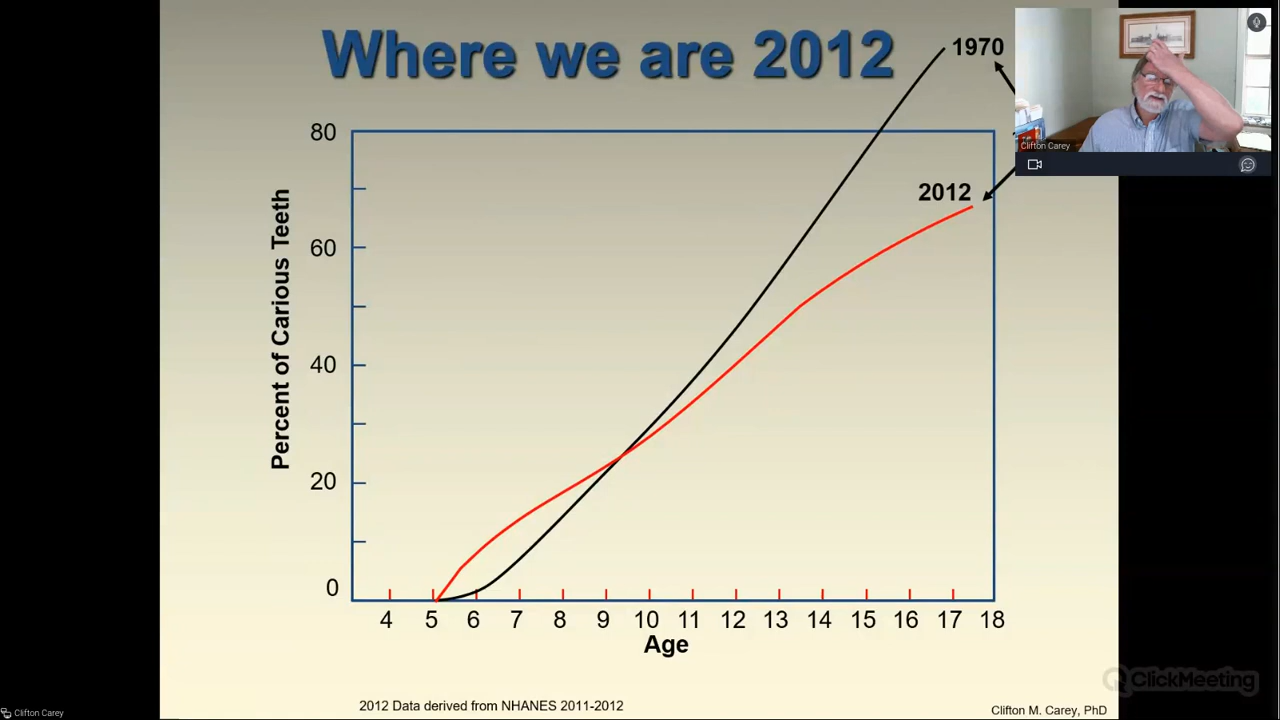 Where we are 2012
1970
Clifton Carey
2012
80
60
40
20
0
Percent of Carious Teeth
4 5 6 7 8 9 10 11 12 13 14 15 16 17 18
Age
ClickMeeting
2012 Data derived from NHANES 2011-2012
Clifton M. Carey, PhD
Clifton Carey